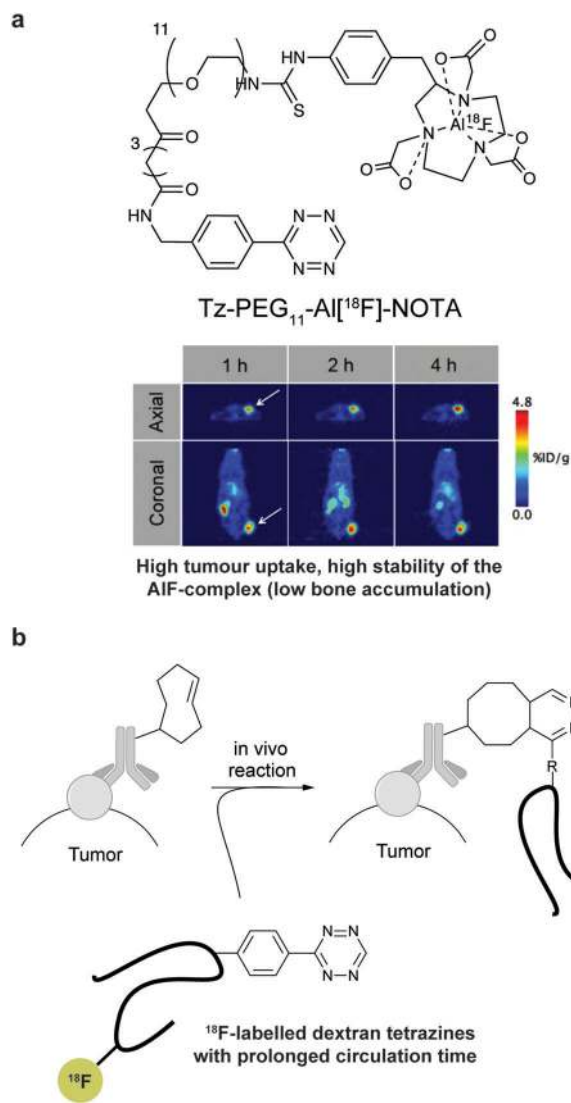 a
11
O
N
H
HN
S
O
O
N
Al18F
N
N
O
O
O
O
O
3
O
HN
N=N
N=N
Tz-PEG11-Al[18F]-NOTA
1 h 2 h 4 h
Axial
Coronal
4.8
%ID/g
0.0
High tumour uptake, high stability of the
AlF-complex (low bone accumulation)
b
in vivo
reaction
Tumor
Tumor
R
N=N
N=N
18F-labelled dextran tetrazines
with prolonged circulation time
18F